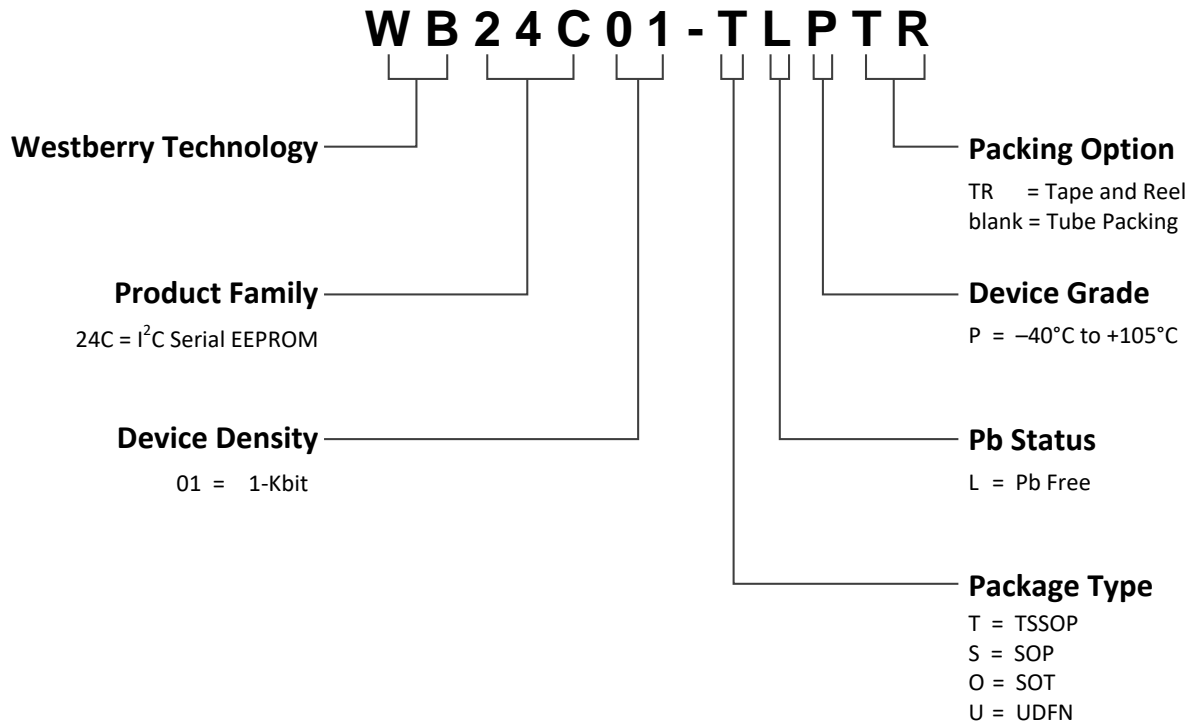 WB24C01-TLPTR
Westberry Technology
Product Family
24C = I²C Serial EEPROM
Device Density
01 = 1-Kbit
Packing Option
TR = Tape and Reel
blank = Tube Packing
Device Grade
P = –40°C to +105°C
Pb Status
L = Pb Free
Package Type
T = TSSOP
S = SOP
O = SOT
U = UDFN